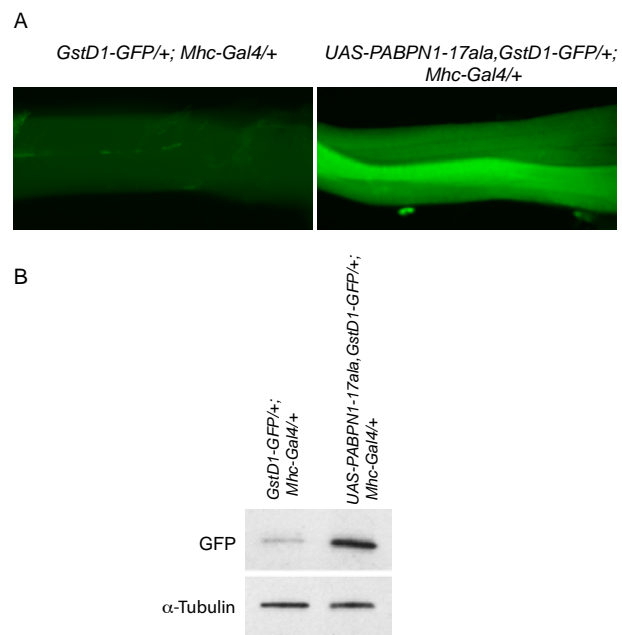 A
GstD1-GFP/+; Mhc-Gal4/+
UAS-PABPN1-17ala,GstD1-GFP/+;
Mhc-Gal4/+
B
GstD1-GFP/+;
Mhc-Gal4/+
UAS-PABPN1-17ala,GstD1-GFP/+;
Mhc-Gal4/+
GFP
α-Tubulin